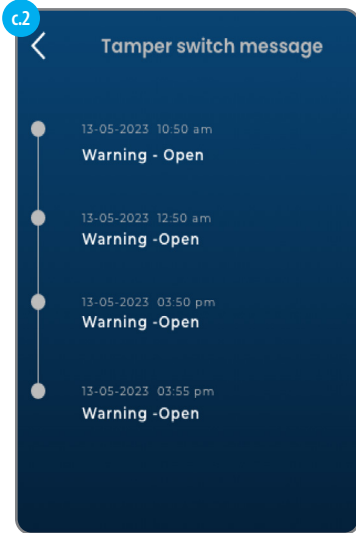 c.2
Tamper switch message
13-05-2023 10:50 am
Warning - Open
13-05-2023 12:50 am
Warning -Open
13-05-2023 03:50 pm
Warning -Open
13-05-2023 03:55 pm
Warning -Open